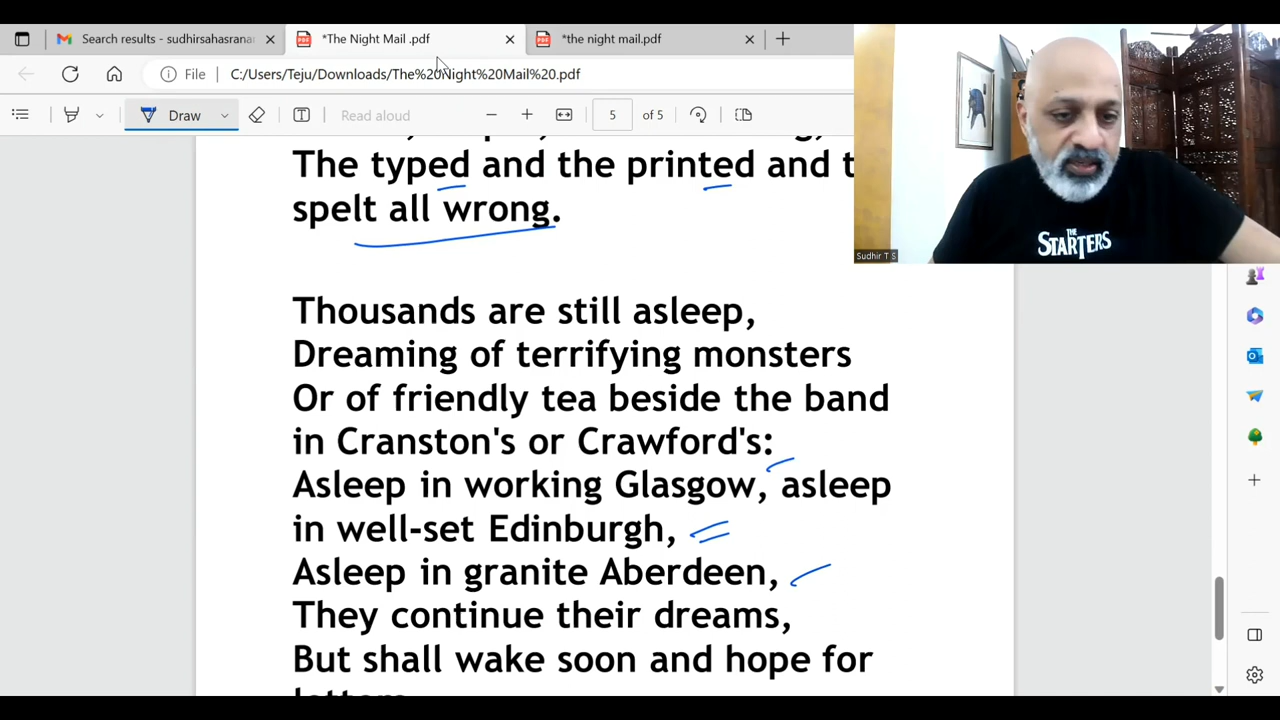 Search results - sudhirsahasrana
*The Night Mail .pdf
*the night mail.pdf
File
C:/Users/Teju/Downloads/The%20Night%20Mail%20.pdf
Draw
Read aloud
5 of 5
The typed and the printed and
spelt all wrong.
Thousands are still asleep,
Dreaming of terrifying monsters
Or of friendly tea beside the band
in Cranston's or Crawford's:
Asleep in working Glasgow, asleep
in well-set Edinburgh,
Asleep in granite Aberdeen,
They continue their dreams,
But shall wake soon and hope for
THE
STARTERS
Sudhir T S